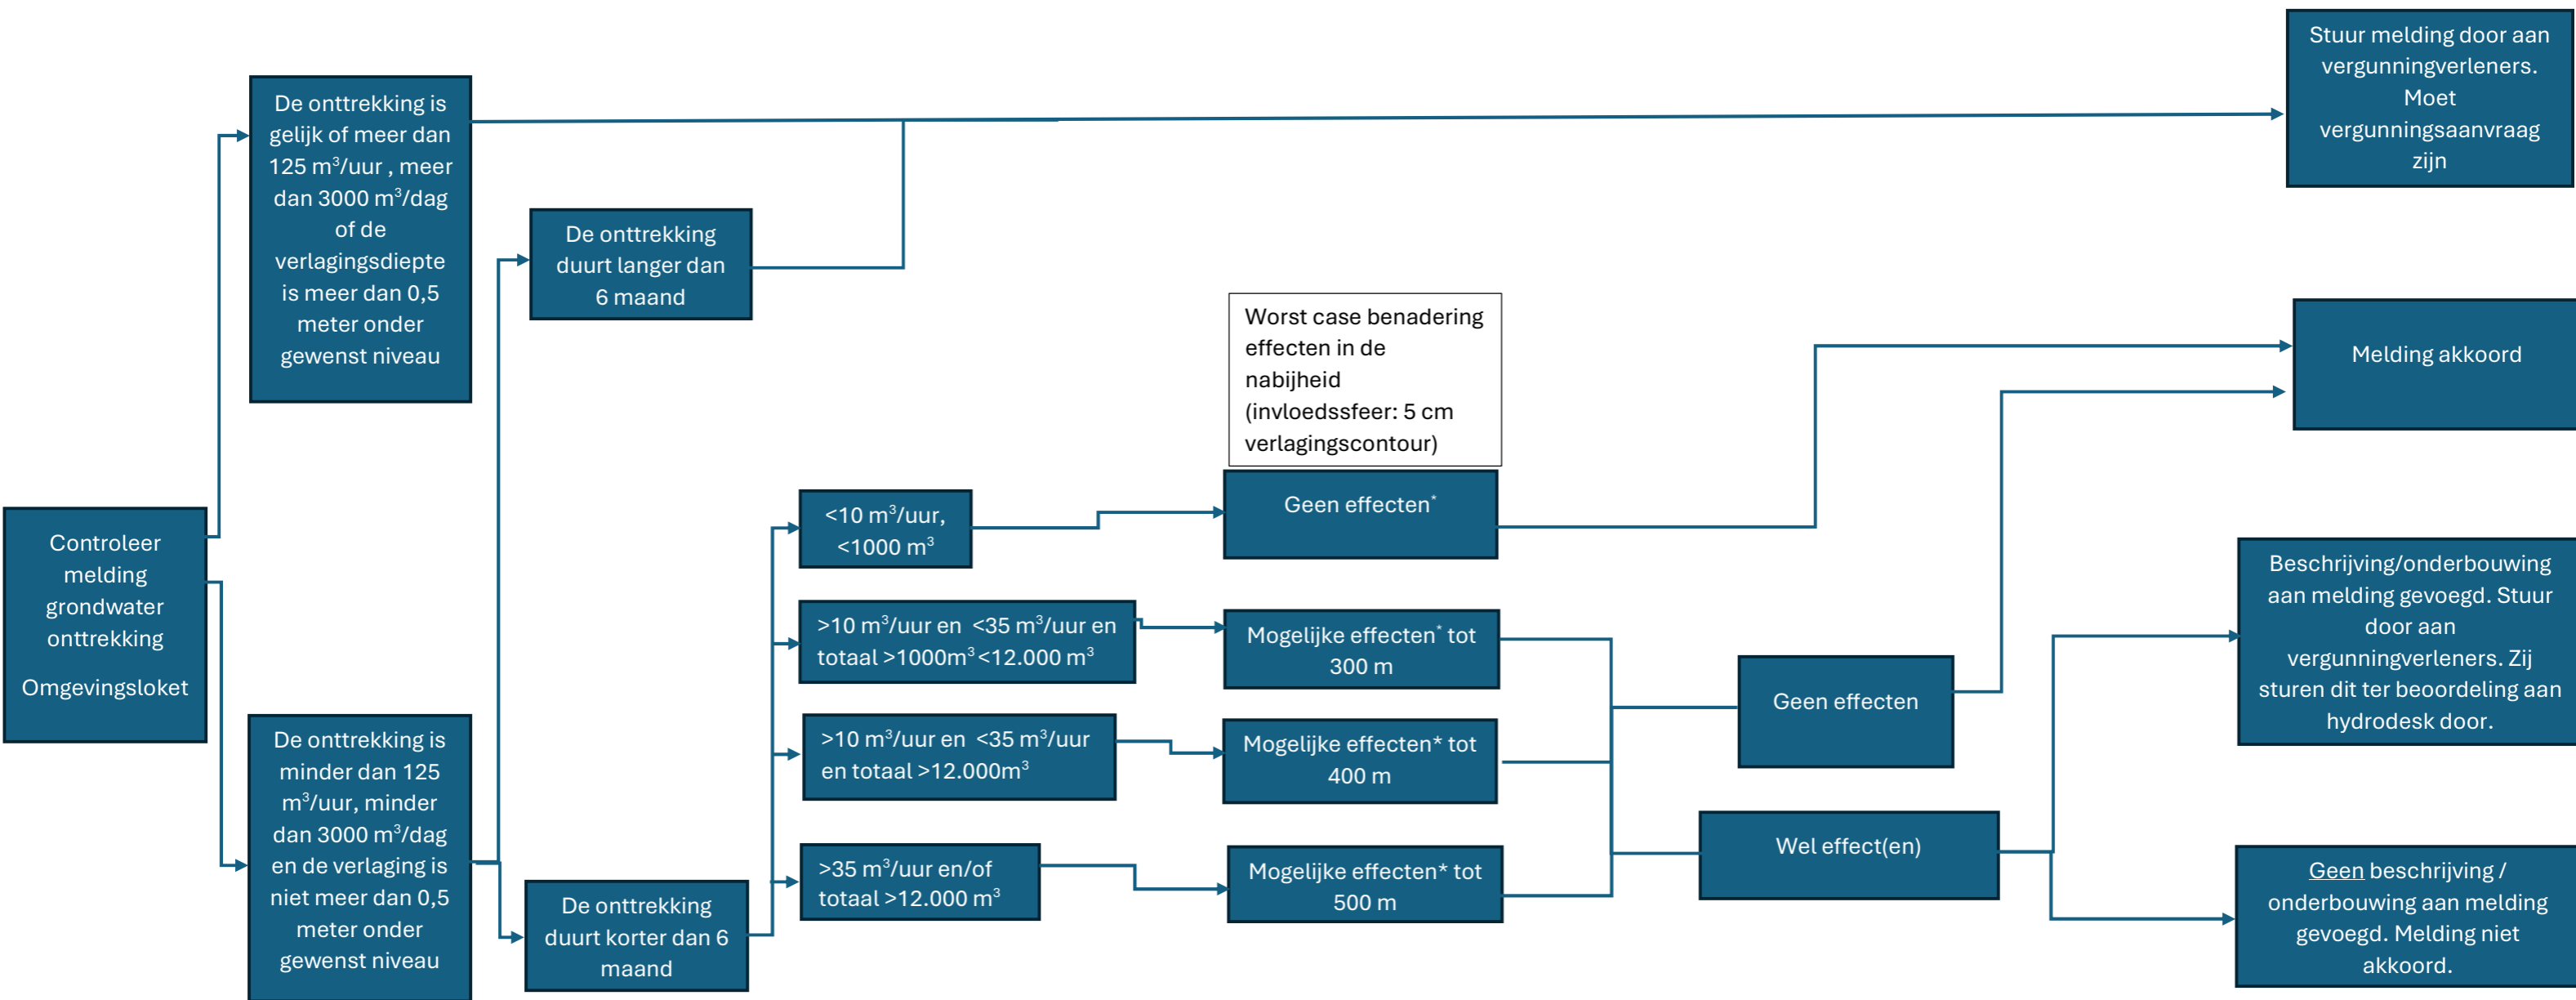 Controleer
melding
grondwater
onttrekking
Omgevingsloket
De onttrekking is
gelijk of meer dan
125 m³/uur , meer
dan 3000 m³/dag
of de
verlagingsdiepte
is meer dan 0,5
meter onder
gewenst niveau
De onttrekking is
minder dan 125
m³/uur, minder
dan 3000 m³/dag
en de verlaging is
niet meer dan 0,5
meter onder
gewenst niveau
De onttrekking
duurt langer dan
6 maand
De onttrekking
duurt korter dan 6
maand
<10 m³/uur,
<1000 m³
>10 m³/uur en <35 m³/uur en
totaal >1000m³ <12.000 m³
>10 m³/uur en <35 m³/uur
en totaal >12.000m³
>35 m³/uur en/of
totaal >12.000 m³
Worst case benadering
effecten in de
nabijheid
(invloedssfeer: 5 cm
verlagingscontour)
Geen effecten*
Mogelijke effecten* tot
300 m
Mogelijke effecten* tot
400 m
Mogelijke effecten* tot
500 m
Geen effecten
Wel effect(en)
Stuur melding door aan
vergunningverleners.
Moet
vergunningsaanvraag
zijn
Melding akkoord
Beschrijving/onderbouwing
aan melding gevoegd. Stuur
door aan
vergunningverleners. Zij
sturen dit ter beoordeling aan
hydrodesk door.
Geen beschrijving /
onderbouwing aan melding
gevoegd. Melding niet
akkoord.